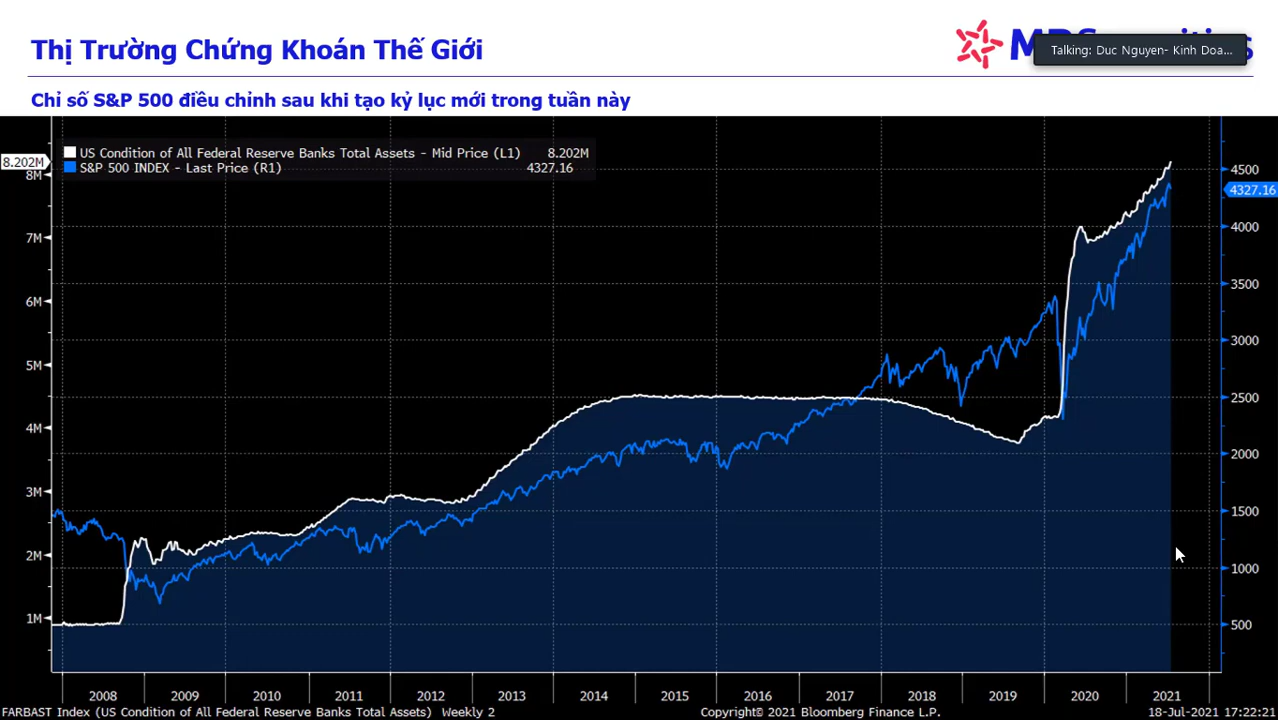 Thị Trường Chứng Khoán Thế Giới
Talking: Duc Nguyen- Kinh Doa...
Chỉ số S&P 500 điều chỉnh sau khi tạo kỷ lục mới trong tuần này
US Condition of All Federal Reserve Banks Total Assets - Mid Price (L1) 8.202M
S&P 500 INDEX - Last Price (R1) 4327.16
8.202M
8M
7M
6M
5M
4M
3M
2M
1M
4500
4327.16
4000
3500
3000
2500
2000
1500
1000
500
2008 2009 2010 2011 2012 2013 2014 2015 2016 2017 2018 2019 2020 2021
FARBAST Index (US Condition of All Federal Reserve Banks Total Assets) Weekly 2 Copyright© 2021 Bloomberg Finance L.P. 18-Jul-2021 17:22:21